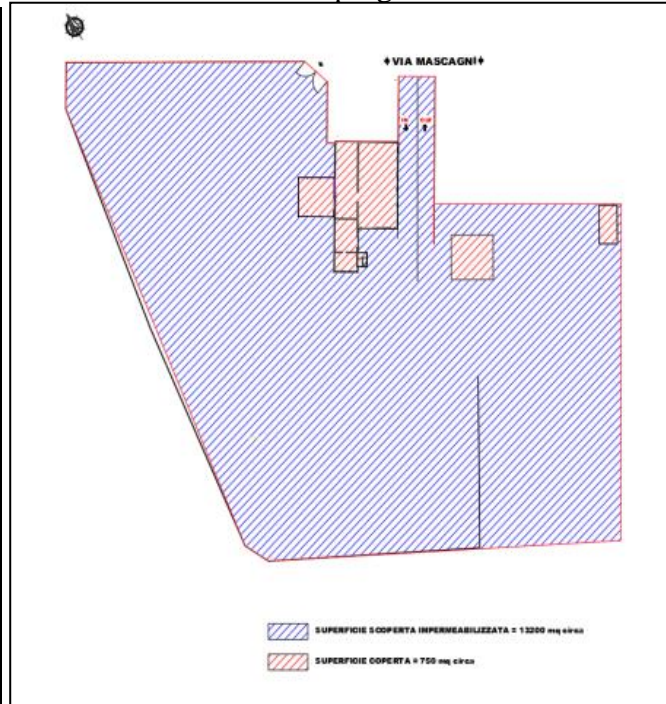 VIA MASCAGNI
SUPERFICIE SCOPERTA IMPERMEABILIZZATA = 13200 mq circa
SUPERFICIE COPERTA = 750 mq circa